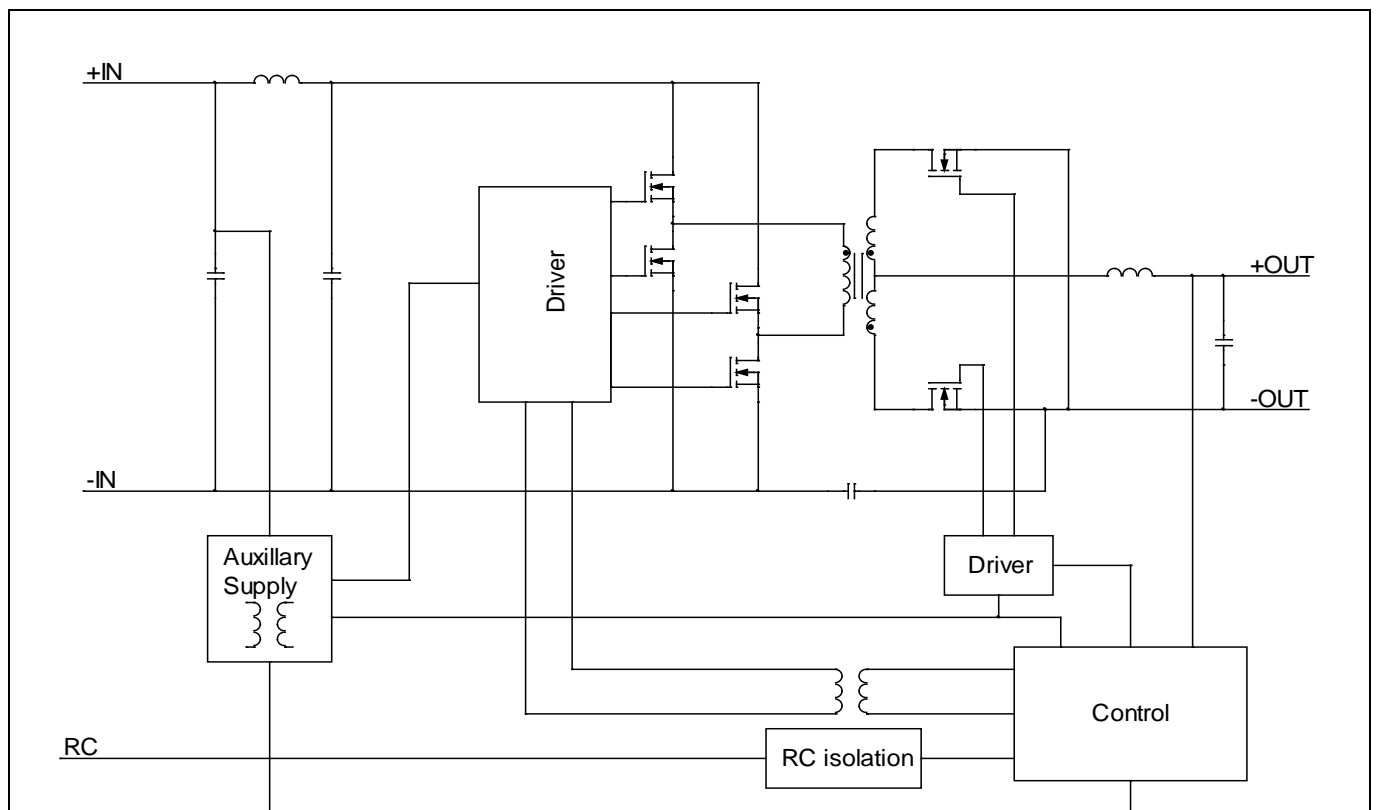 +IN
Driver
+OUT
-OUT
-IN
Auxillary
Supply
Driver
Control
RC
RC isolation